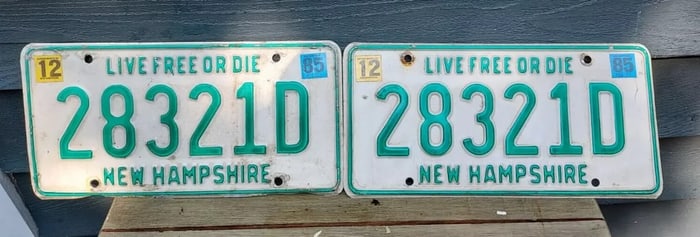 12 LIVE FREE OR DIE 85
28321D
NEW HAMPSHIRE
12 LIVE FREE OR DIE 85
28321D
NEW HAMPSHIRE